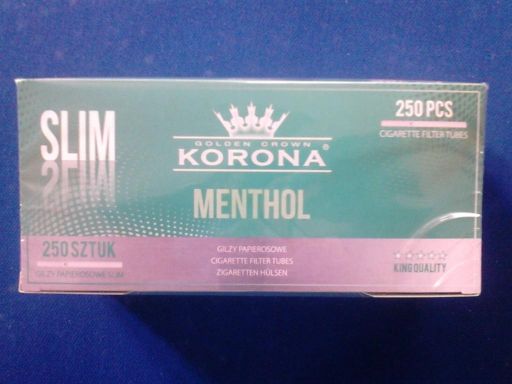 SLIM
250 PCS
CIGARETTE FILTER TUBES
GOLDEN CROWN
KORONA®
MENTHOL
250 SZTUK
GILZY PAPIEROSOWE SLIM
GILZY PAPIEROSOWE
CIGARETTE FILTER TUBES
ZIGARETTEN HÜLSEN
KING QUALITY